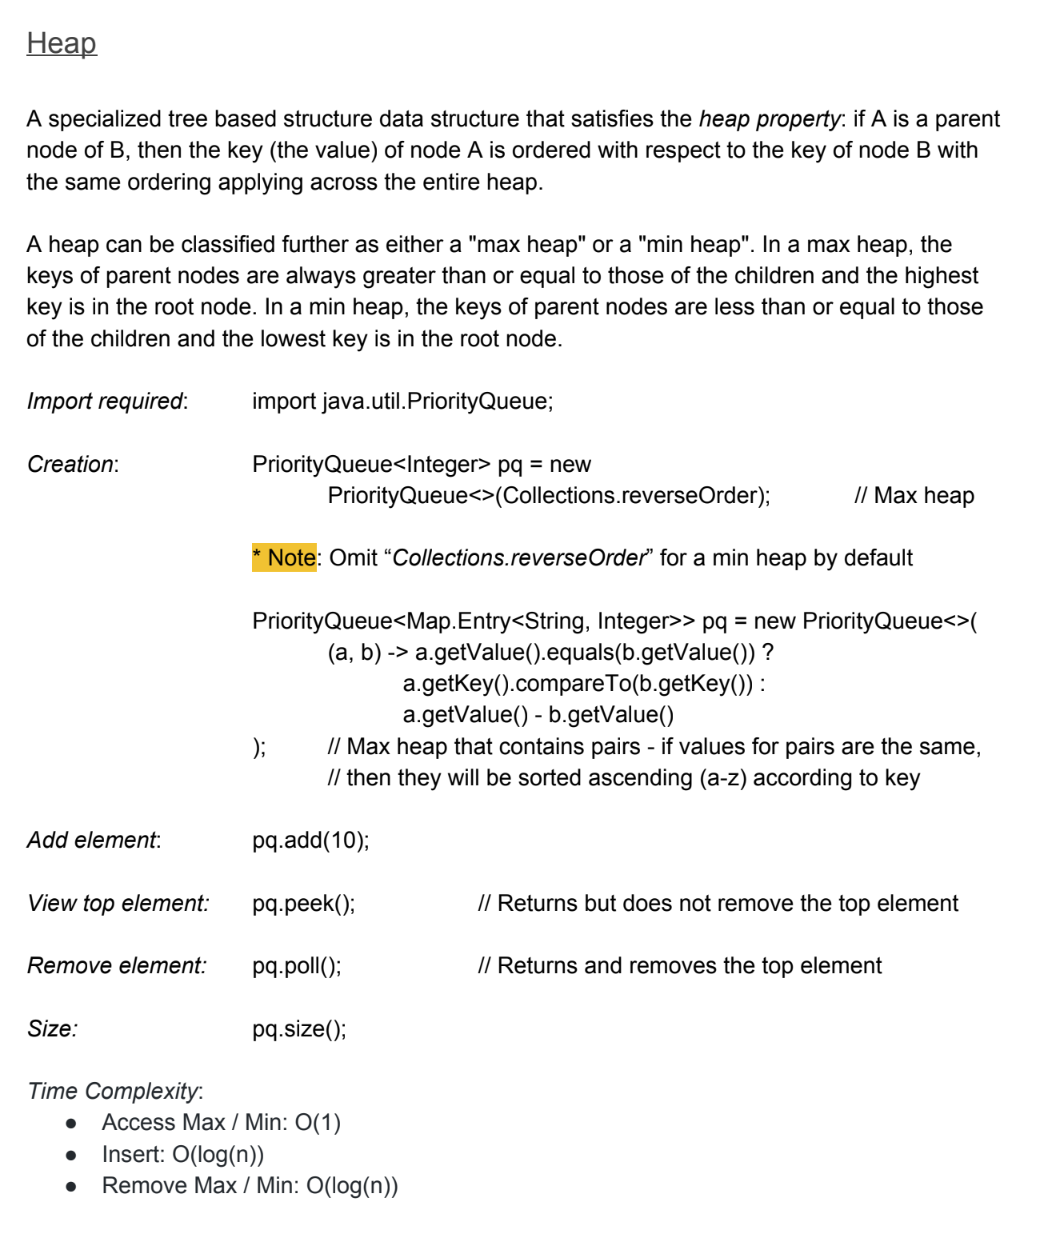 Heap
A specialized tree based structure data structure that satisfies the heap property: if A is a parent
node of B, then the key (the value) of node A is ordered with respect to the key of node B with
the same ordering applying across the entire heap.
A heap can be classified further as either a "max heap" or a "min heap". In a max heap, the
keys of parent nodes are always greater than or equal to those of the children and the highest
key is in the root node. In a min heap, the keys of parent nodes are less than or equal to those
of the children and the lowest key is in the root node.
Import required: import java.util.PriorityQueue;
Creation: PriorityQueue<Integer> pq = new
PriorityQueue<>(Collections.reverseOrder); // Max heap
* Note: Omit “Collections.reverseOrder” for a min heap by default
PriorityQueue<Map.Entry<String, Integer>> pq = new PriorityQueue<>(
(a, b) -> a.getValue().equals(b.getValue()) ?
a.getKey().compareTo(b.getKey()) :
a.getValue() - b.getValue()
); // Max heap that contains pairs - if values for pairs are the same,
// then they will be sorted ascending (a-z) according to key
Add element: pq.add(10);
View top element: pq.peek(); // Returns but does not remove the top element
Remove element: pq.poll(); // Returns and removes the top element
Size: pq.size();
Time Complexity:
● Access Max / Min: O(1)
● Insert: O(log(n))
● Remove Max / Min: O(log(n))